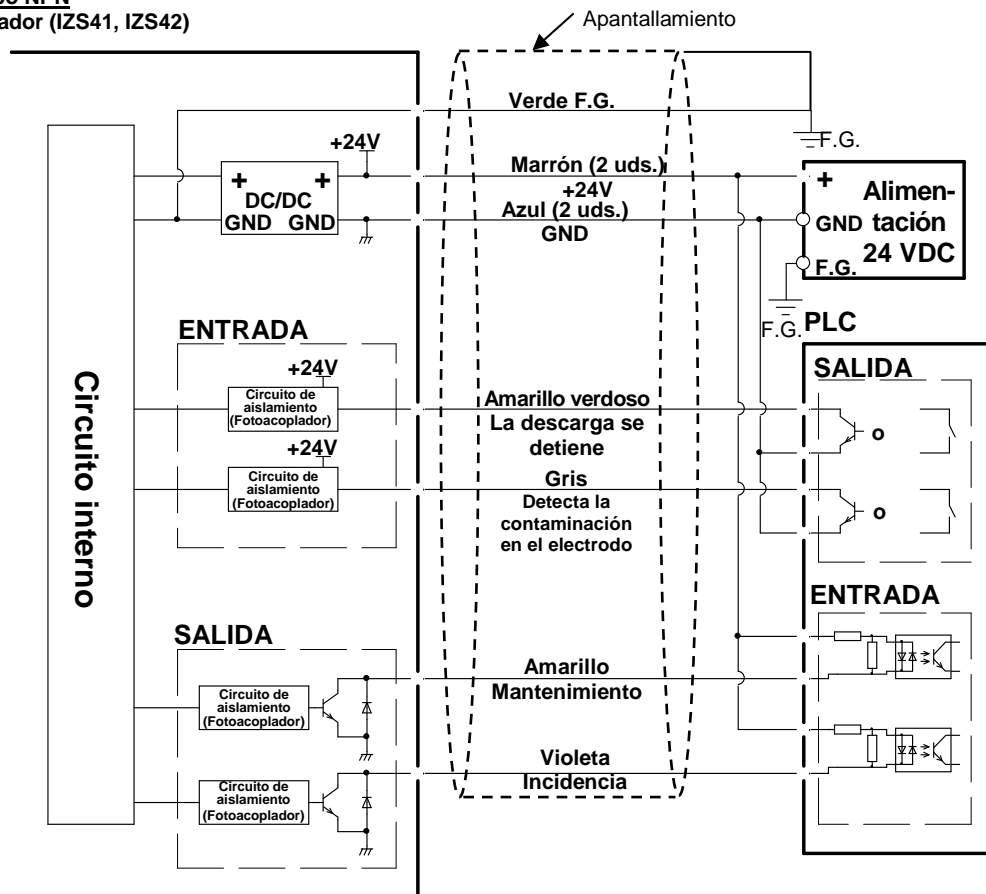 NPN
ador (IZS41, IZS42)
Apantallamiento
Verde F.G.
F.G.
+24V
Marrón (2 uds.)
+24V
Azul (2 uds.)
GND
+ +
DC/DC
GND GND
+
Alimen-
GND tación
24 VDC
F.G.
F.G.
PLC
ENTRADA
SALIDA
+24V
Circuito de
aislamiento
(Fotoacoplador)
Amarillo verdoso
La descarga se
detiene
o
+24V
Circuito de
aislamiento
(Fotoacoplador)
Gris
Detecta la
contaminación
en el electrodo
o
Circuito interno
ENTRADA
SALIDA
Circuito de
aislamiento
(Fotoacoplador)
Amarillo
Mantenimiento
Circuito de
aislamiento
(Fotoacoplador)
Violeta
Incidencia